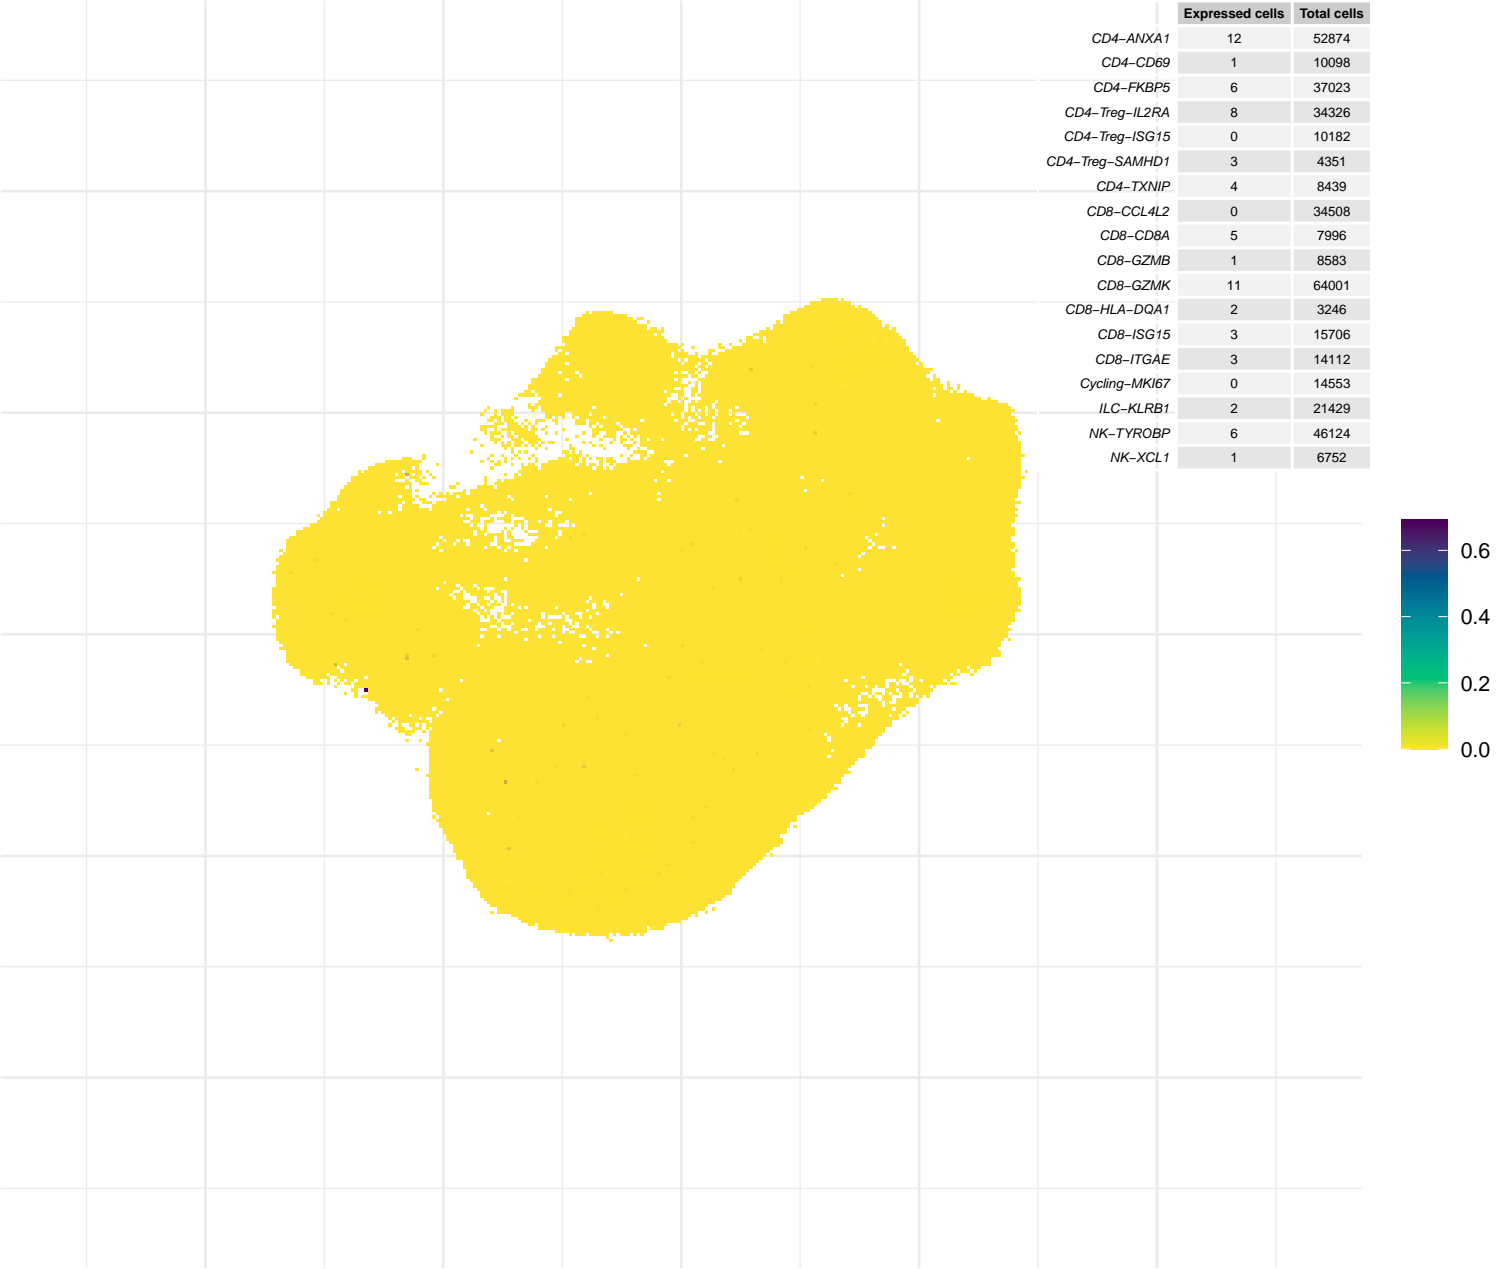 Expressed cells Total cells
CD4−ANXA1 12 52874
CD4−CD69 1 10098
CD4−FKBP5 6 37023
CD4−Treg−IL2RA 8 34326
CD4−Treg−ISG15 0 10182
CD4−Treg−SAMHD1 3 4351
CD4−TXNIP 4 8439
CD8−CCL4L2 0 34508
CD8−CD8A 5 7996
CD8−GZMB 1 8583
CD8−GZMK 11 64001
CD8−HLA−DQA1 2 3246
CD8−ISG15 3 15706
CD8−ITGAE 3 14112
Cycling−MKI67 0 14553
ILC−KLRB1 2 21429
NK−TYROBP 6 46124
NK−XCL1 1 6752
0.6
0.4
0.2
0.0